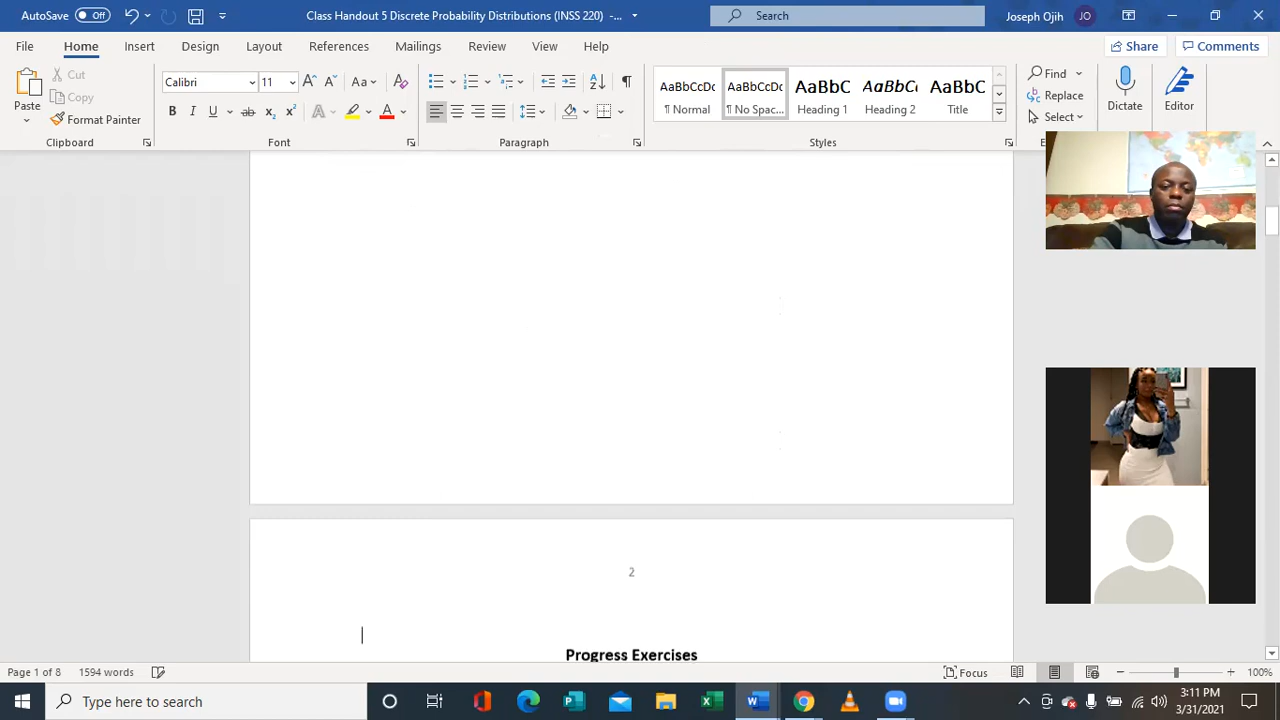 AutoSave Off Class Handout 5 Discrete Probability Distributions (INSS 220) -... Search Joseph Ojih JO
File Home Insert Design Layout References Mailings Review View Help Share Comments
Paste
Cut
Copy
Format Painter
Clipboard
Calibri 11
Font
Paragraph
AaBbCcDc AaBbCcDc AaBbC AaBbCcI AaBbC
¶ Normal ¶ No Spac... Heading 1 Heading 2 Title
Styles
Find
Replace
Select
Dictate
Editor
2
Progress Exercises
Page 1 of 8 1594 words Focus 100%
Type here to search
3:11 PM
3/31/2021